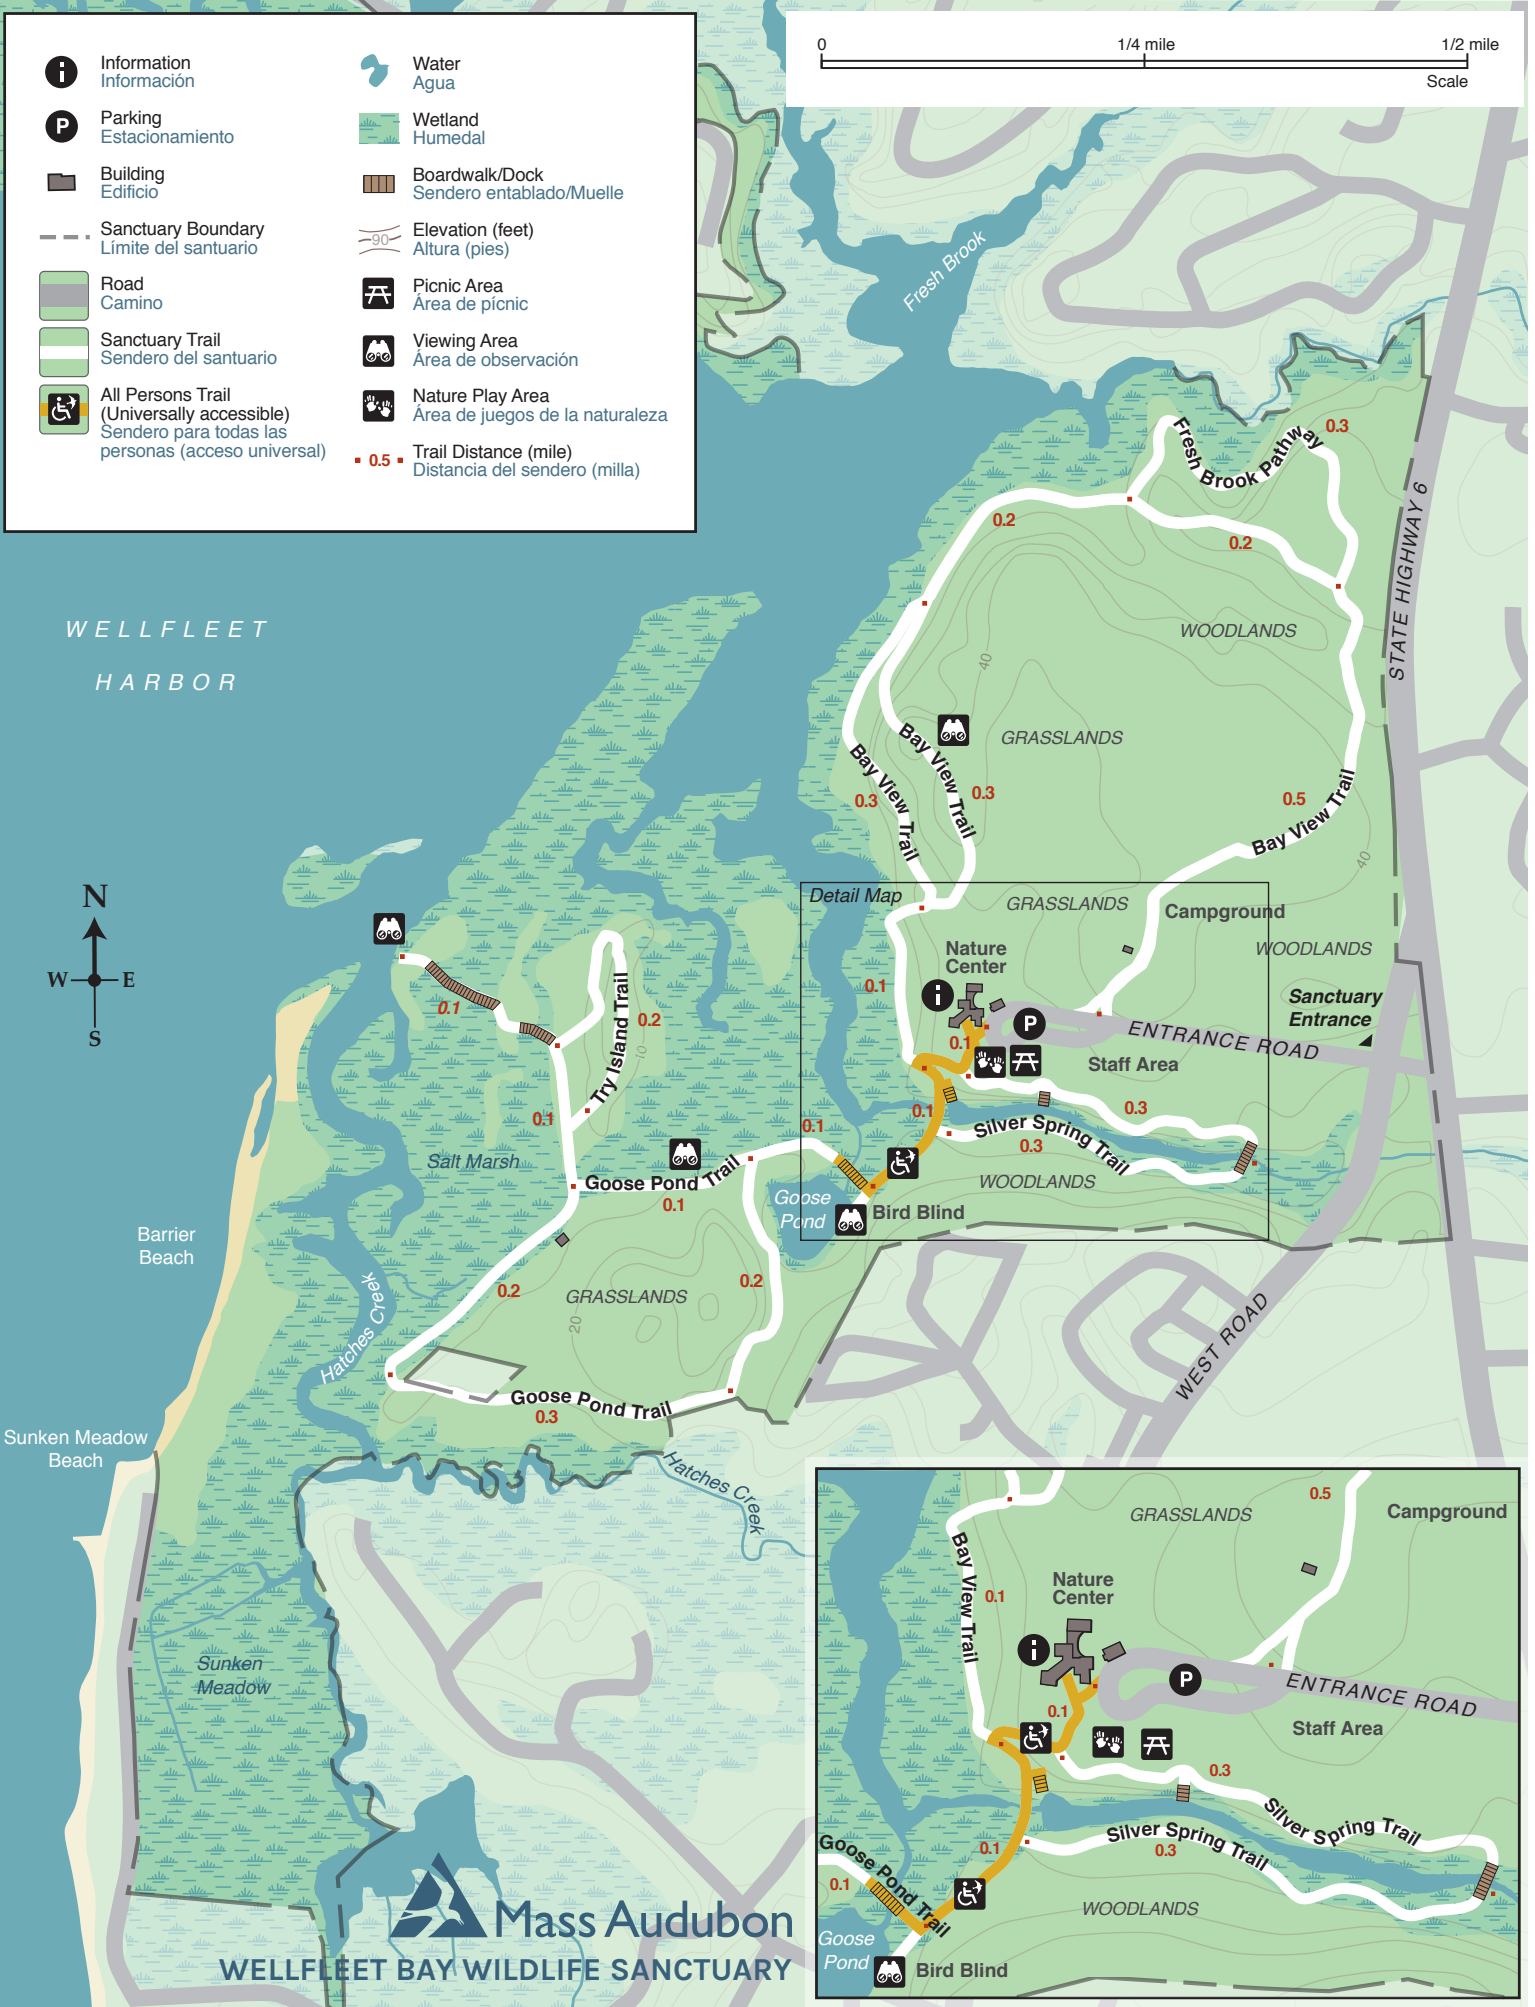 Information
Información
Parking
Estacionamiento
Building
Edificio
Sanctuary Boundary
Límite del santuario
Road
Camino
Sanctuary Trail
Sendero del santuario
All Persons Trail
(Universally accessible)
Sendero para todas las
personas (acceso universal)
Water
Agua
Wetland
Humedal
Boardwalk/Dock
Sendero entablado/Muelle
90
Elevation (feet)
Altura (pies)
Picnic Area
Área de pícnic
Viewing Area
Área de observación
Nature Play Area
Área de juegos de la naturaleza
0.5
Trail Distance (mile)
Distancia del sendero (milla)
i
P
0
1/4 mile
1/2 mile
Scale
Fresh Brook
Fresh Brook Pathway
0.3
0.2
0.2
STATE HIGHWAY 6
WELLFLEET
HARBOR
WOODLANDS
40
GRASSLANDS
Bay View Trail
0.3
Bay View Trail
0.3
0.5
Bay View Trail
40
Detail Map
GRASSLANDS
Campground
WOODLANDS
Nature
Center
i
P
0.1
0.1
ENTRANCE ROAD
Sanctuary
Entrance
Staff Area
0.3
0.1
Silver Spring Trail
0.3
WOODLANDS
N
W
E
S
0.1
0.2
Try Island Trail
10
0.1
Salt Marsh
0.1
Goose Pond Trail
0.1
Goose
Pond
Bird Blind
Barrier
Beach
0.2
GRASSLANDS
0.2
20
Hatches Creek
Goose Pond Trail
0.3
WEST ROAD
Sunken Meadow
Beach
Hatches Creek
Sunken
Meadow
GRASSLANDS
0.5
Campground
Bay View Trail
0.1
Nature
Center
i
P
ENTRANCE ROAD
0.1
Staff Area
0.3
Silver Spring Trail
Silver Spring Trail
0.3
0.1
Goose Pond Trail
0.1
WOODLANDS
Goose
Pond
Bird Blind
Mass Audubon
WELLFLEET BAY WILDLIFE SANCTUARY